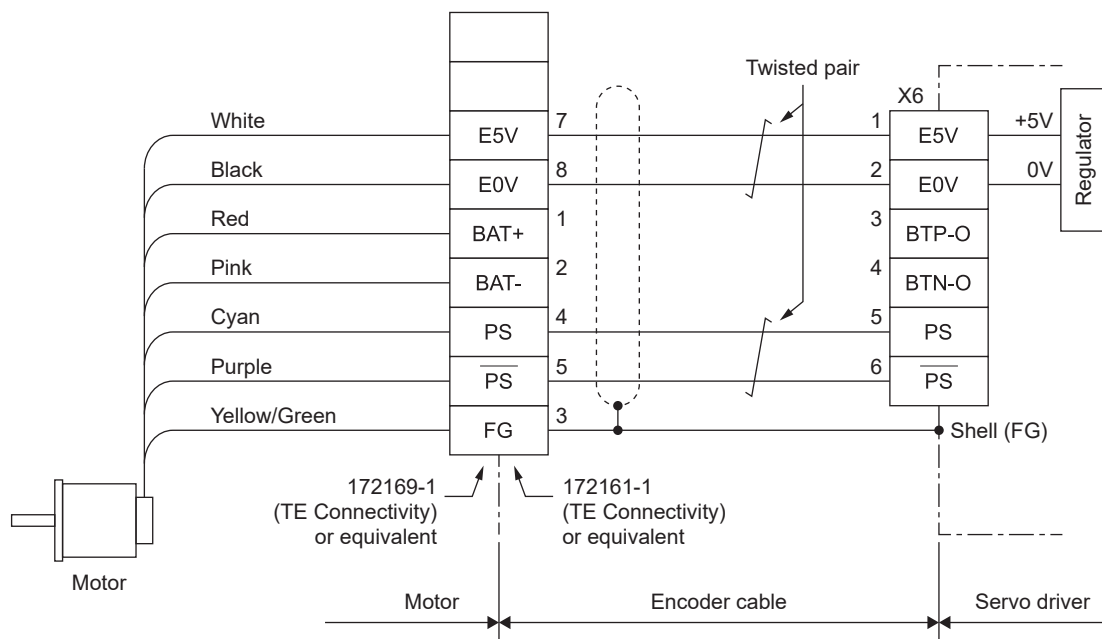 Twisted pair
X6
White
E5V
7
1
E5V
+5V
Regulator
Black
E0V
8
2
E0V
0V
Red
BAT+
1
3
BTP-O
Pink
BAT-
2
4
BTN-O
Cyan
PS
4
5
PS
Purple
PS
5
6
PS
Yellow/Green
FG
3
Shell (FG)
172169-1
(TE Connectivity)
or equivalent
172161-1
(TE Connectivity)
or equivalent
Motor
Motor
Encoder cable
Servo driver